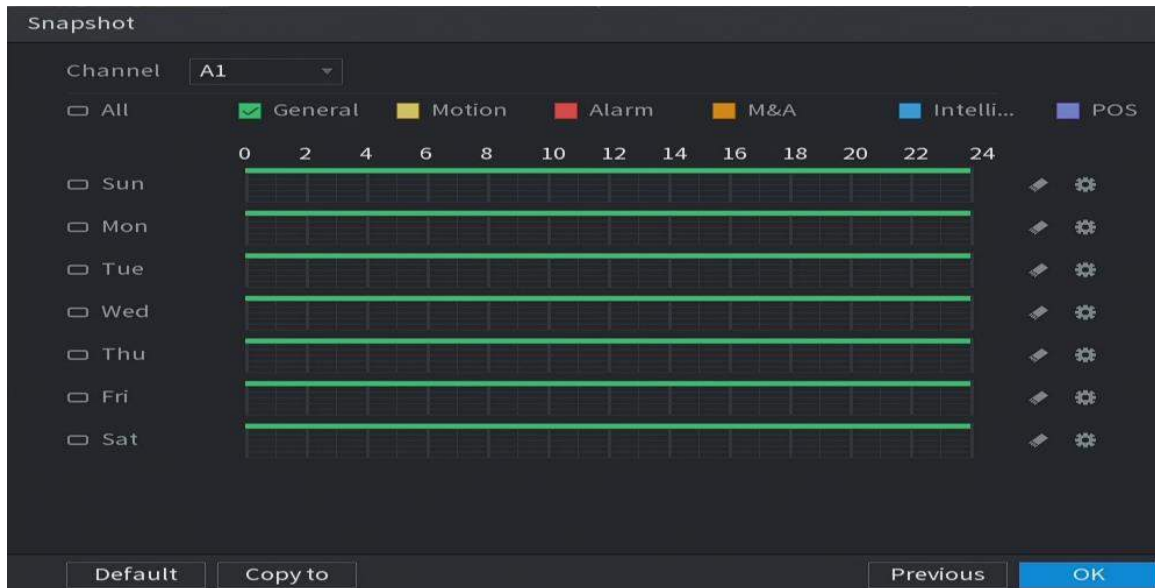 Snapshot
Channel A1
All General Motion Alarm M&A Intelli... POS
0 2 4 6 8 10 12 14 16 18 20 22 24
Sun
Mon
Tue
Wed
Thu
Fri
Sat
Default Copy to Previous OK